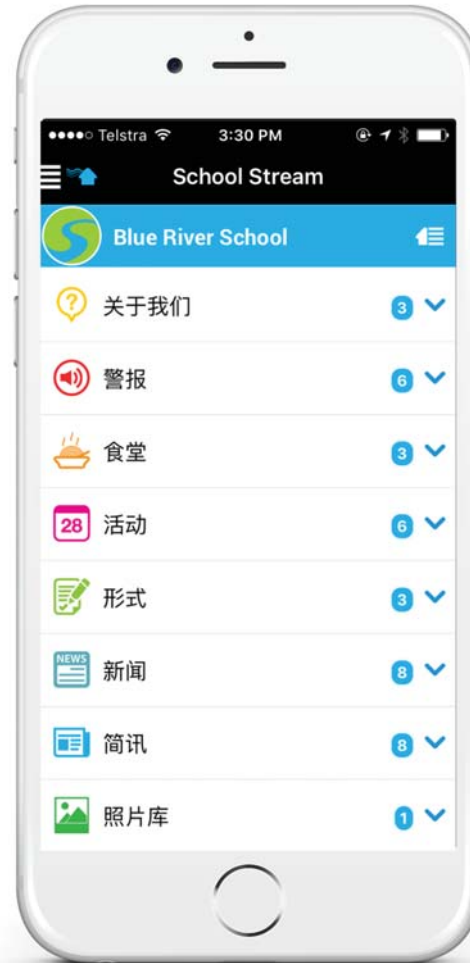 Telstra 3:30 PM
School Stream
Blue River School
关于我们 3
警报 6
食堂 3
28 活动 6
形式 3
NEWS 新闻 8
简讯 8
照片库 1